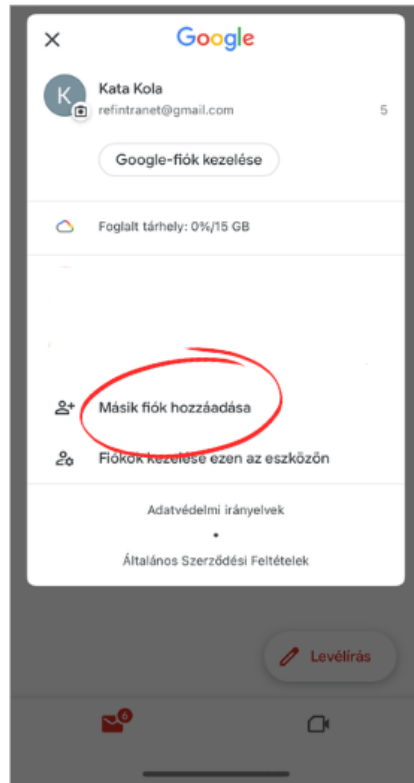 Google
K
Kata Kola
refintranet@gmail.com 5
Google-fiók kezelése
Foglalt tárhely: 0%/15 GB
Másik fiók hozzáadása
Fiókok kezelése ezen az eszközön
Adatvédelmi irányelvek
•
Általános Szerződési Feltételek
Levélírás
6